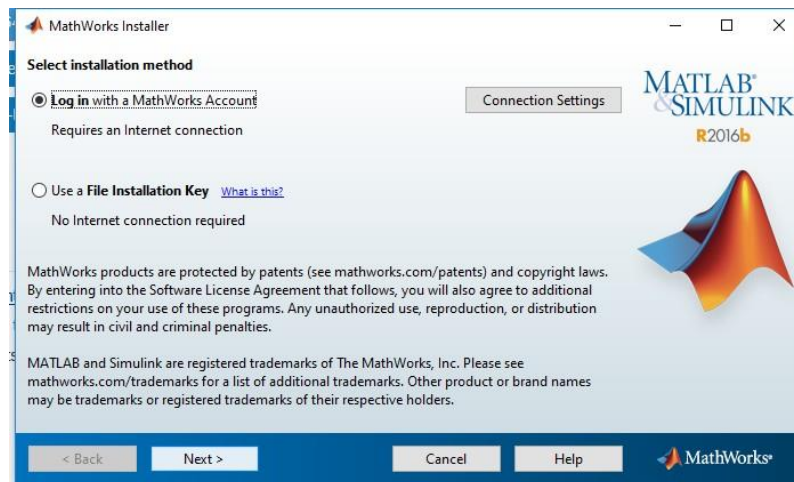 MathWorks Installer
Select installation method
Log in with a MathWorks Account
Connection Settings
Requires an Internet connection
MATLAB®
&SIMULINK
R2016b
Use a File Installation Key What is this?
No Internet connection required
MathWorks products are protected by patents (see mathworks.com/patents) and copyright laws.
By entering into the Software License Agreement that follows, you will also agree to additional
restrictions on your use of these programs. Any unauthorized use, reproduction, or distribution
may result in civil and criminal penalties.
MATLAB and Simulink are registered trademarks of The MathWorks, Inc. Please see
mathworks.com/trademarks for a list of additional trademarks. Other product or brand names
may be trademarks or registered trademarks of their respective holders.
< Back Next > Cancel Help MathWorks®